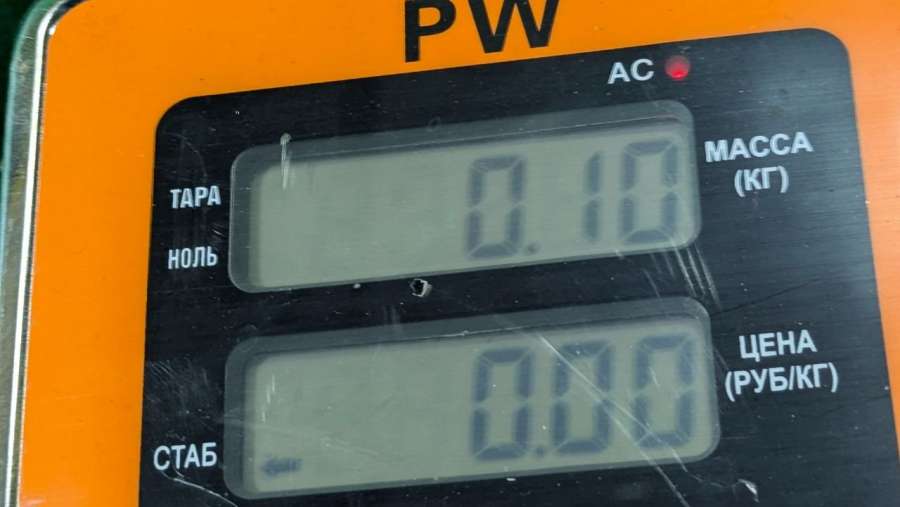 PW
AC
ТАРА
НОЛЬ
0.10
МАССА
(КГ)
СТАБ
0.00
ЦЕНА
(РУБ/КГ)